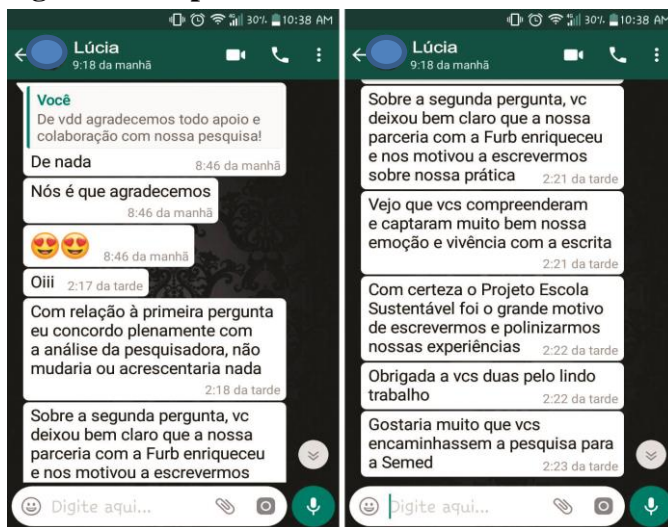 30% 10:38 AM
Lúcia
9:18 da manhã
Você
De vdd agradecemos todo apoio e
colaboração com nossa pesquisa!
De nada
8:46 da manhã
Nós é que agradecemos
8:46 da manhã
8:46 da manhã
Oiii 2:17 da tarde
Com relação à primeira pergunta
eu concordo plenamente com
a análise da pesquisadora, não
mudaria ou acrescentaria nada
2:18 da tarde
Sobre a segunda pergunta, vc
deixou bem claro que a nossa
parceria com a Furb enriqueceu
e nos motivou a escrevermos
Digite aqui...
30% 10:38 AM
Lúcia
9:18 da manhã
Sobre a segunda pergunta, vc
deixou bem claro que a nossa
parceria com a Furb enriqueceu
e nos motivou a escrevermos
sobre nossa prática 2:21 da tarde
Vejo que vcs compreenderam
e captaram muito bem nossa
emoção e vivência com a escrita
2:21 da tarde
Com certeza o Projeto Escola
Sustentável foi o grande motivo
de escrevermos e polinizarmos
nossas experiências 2:22 da tarde
Obrigada a vcs duas pelo lindo
trabalho 2:22 da tarde
Gostaria muito que vcs
encaminhassem a pesquisa para
a Semed 2:23 da tarde
Digite aqui...